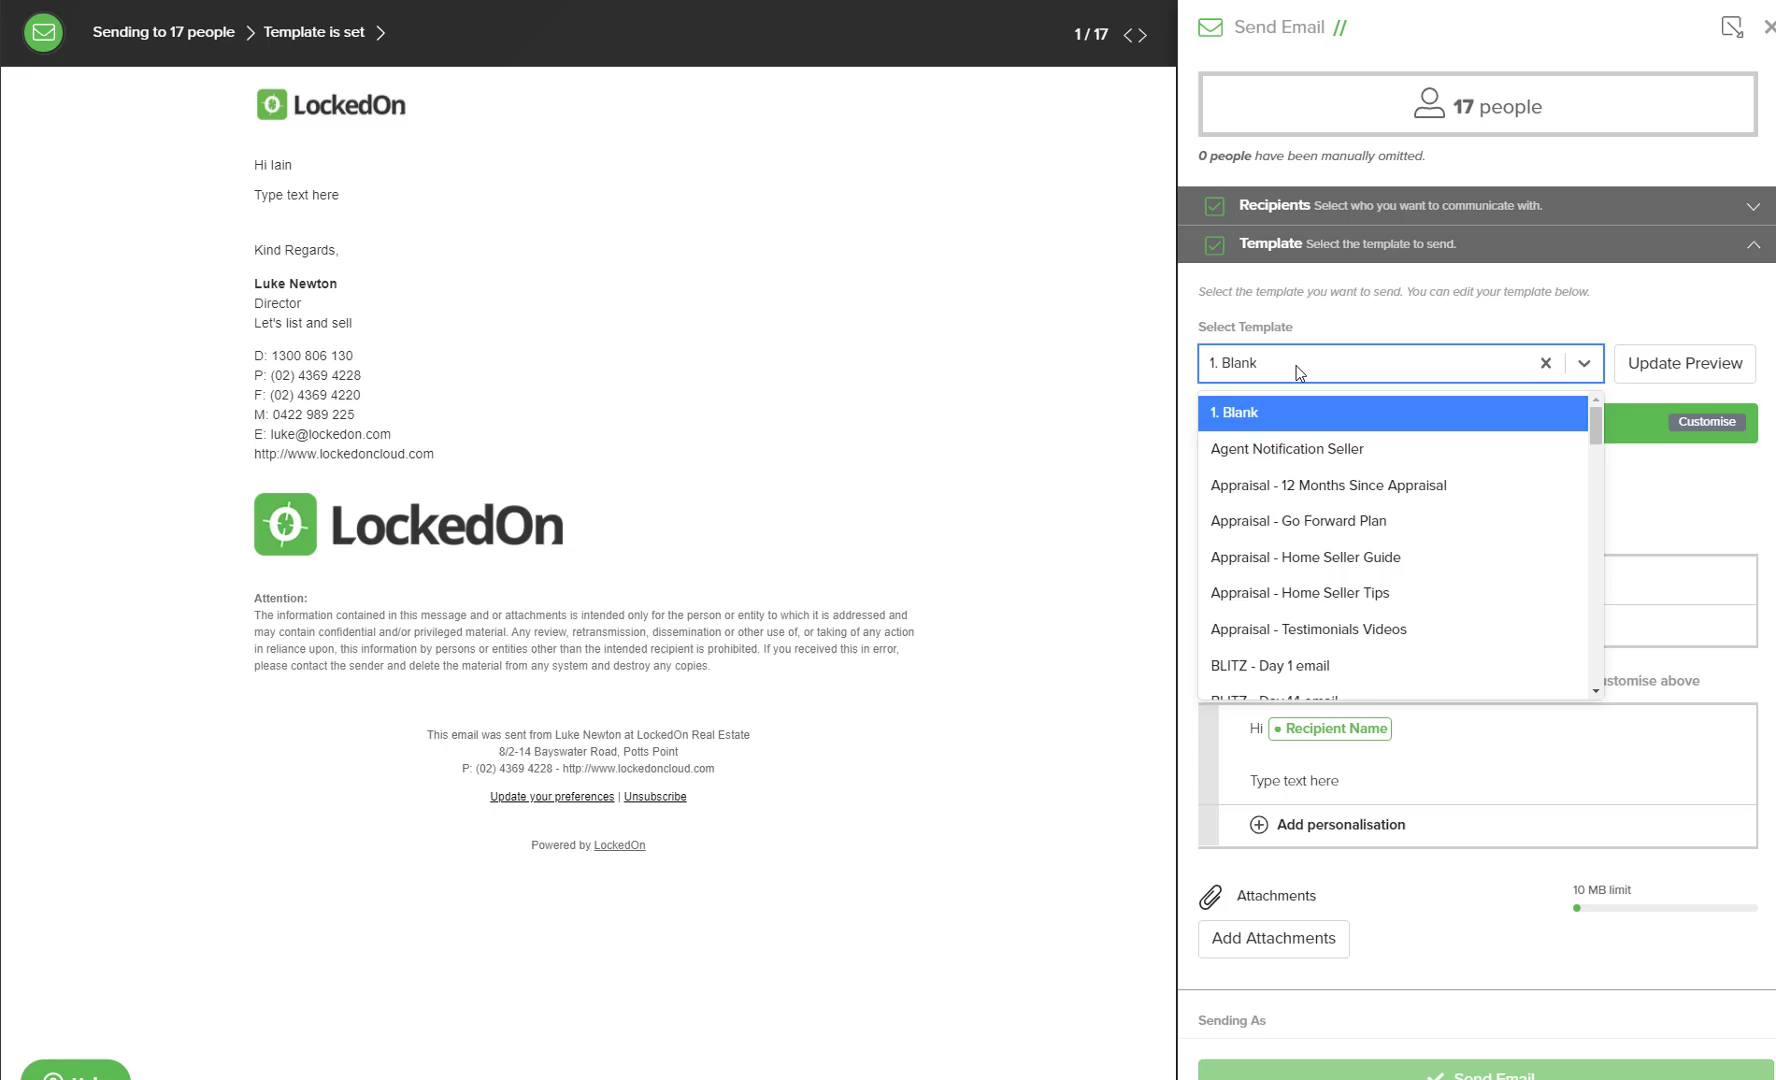 Sending to 17 people
Template is set
1 / 17
LockedOn
Hi Iain
Type text here
Kind Regards,
Luke Newton
Director
Let's list and sell
D: 1300 806 130
P: (02) 4369 4228
F: (02) 4369 4220
M: 0422 989 225
E: luke@lockedon.com
http://www.lockedoncloud.com
LockedOn
Attention:
The information contained in this message and or attachments is intended only for the person or entity to which it is addressed and
may contain confidential and/or privileged material. Any review, retransmission, dissemination or other use of, or taking of any action
in reliance upon, this information by persons or entities other than the intended recipient is prohibited. If you received this in error,
please contact the sender and delete the material from any system and destroy any copies.
This email was sent from Luke Newton at LockedOn Real Estate
8/2-14 Bayswater Road, Potts Point
P: (02) 4369 4228 - http://www.lockedoncloud.com
Update your preferences | Unsubscribe
Powered by LockedOn
Send Email //
17 people
0 people have been manually omitted.
Recipients Select who you want to communicate with.
Template Select the template to send.
Select the template you want to send. You can edit your template below.
Select Template
1. Blank
Update Preview
1. Blank
Customise
Agent Notification Seller
Appraisal - 12 Months Since Appraisal
Appraisal - Go Forward Plan
Appraisal - Home Seller Guide
Appraisal - Home Seller Tips
Appraisal - Testimonials Videos
BLITZ - Day 1 email
BLITZ - Day 14 email
ustomise above
Hi Recipient Name
Type text here
Add personalisation
Attachments
10 MB limit
Add Attachments
Sending As
Send Email